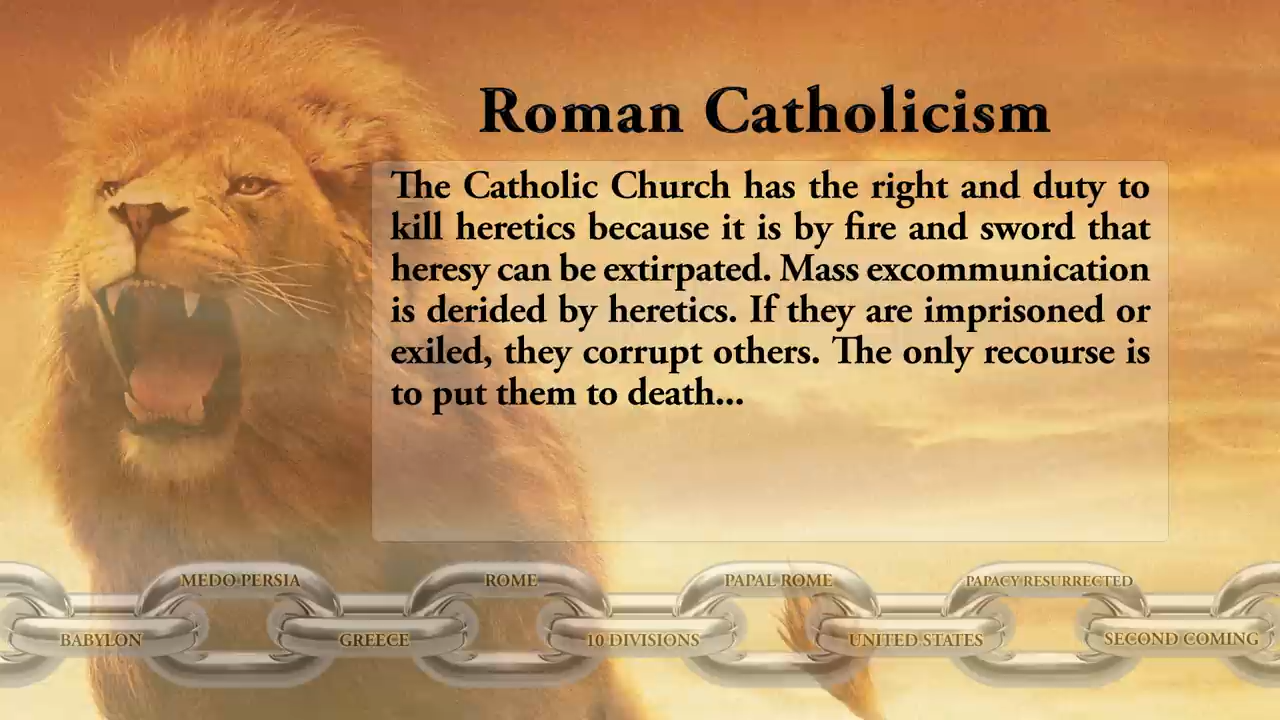 Roman Catholicism
The Catholic Church has the right and duty to
kill heretics because it is by fire and sword that
heresy can be extirpated. Mass excommunication
is derided by heretics. If they are imprisoned or
exiled, they corrupt others. The only recourse is
to put them to death...
MEDO PERSIA ROME PAPAL ROME PAPACY RESURRECTED
BABYLON GREECE 10 DIVISIONS UNITED STATES SECOND COMING